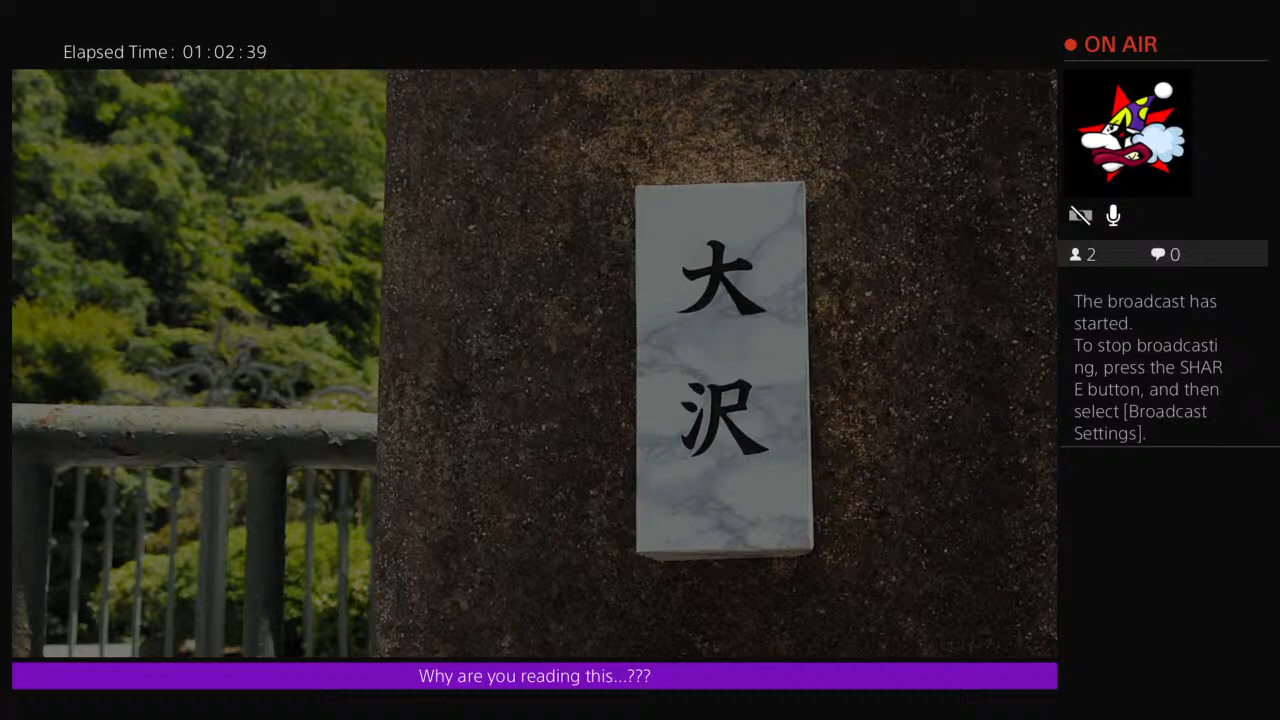 Elapsed Time: 01:02:39
ON AIR
大
沢
2
0
The broadcast has
started.
To stop broadcasti
ng, press the SHAR
E button, and then
select [Broadcast
Settings].
Why are you reading this...???